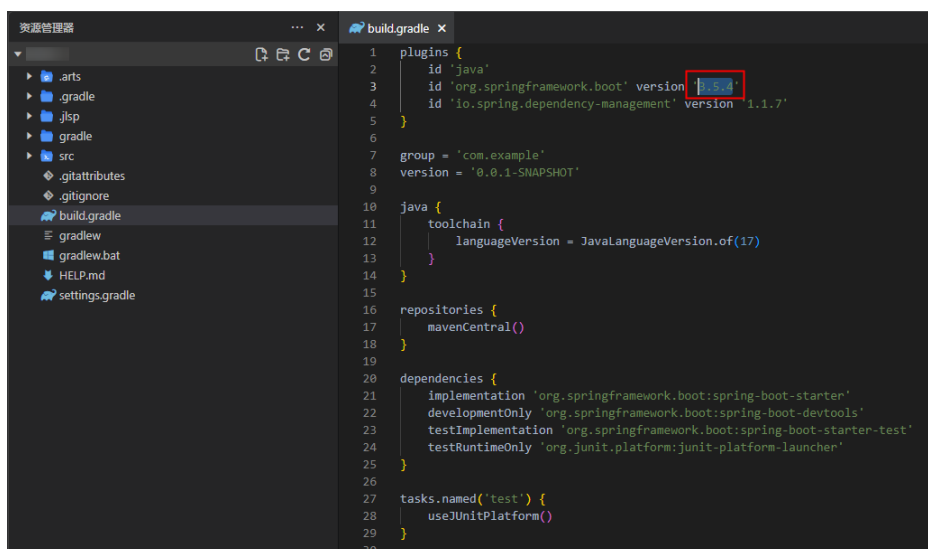 资源管理器
.arts
.gradle
.jlsp
gradle
src
.gitattributes
.gitignore
build.gradle
gradlew
gradlew.bat
HELP.md
settings.gradle
build.gradle
1 plugins {
2 id 'java'
3 id 'org.springframework.boot' version '3.5.4'
4 id 'io.spring.dependency-management' version '1.1.7'
5 }
6
7 group = 'com.example'
8 version = '0.0.1-SNAPSHOT'
9
10 java {
11 toolchain {
12 languageVersion = JavaLanguageVersion.of(17)
13 }
14 }
15
16 repositories {
17 mavenCentral()
18 }
19
20 dependencies {
21 implementation 'org.springframework.boot:spring-boot-starter'
22 developmentOnly 'org.springframework.boot:spring-boot-devtools'
23 testImplementation 'org.springframework.boot:spring-boot-starter-test'
24 testRuntimeOnly 'org.junit.platform:junit-platform-launcher'
25 }
26
27 tasks.named('test') {
28 useJUnitPlatform()
29 }